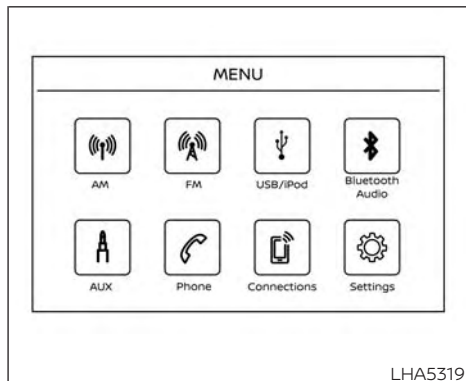 MENU
AM FM USB/iPod Bluetooth
Audio
AUX Phone Connections Settings
LHA5319